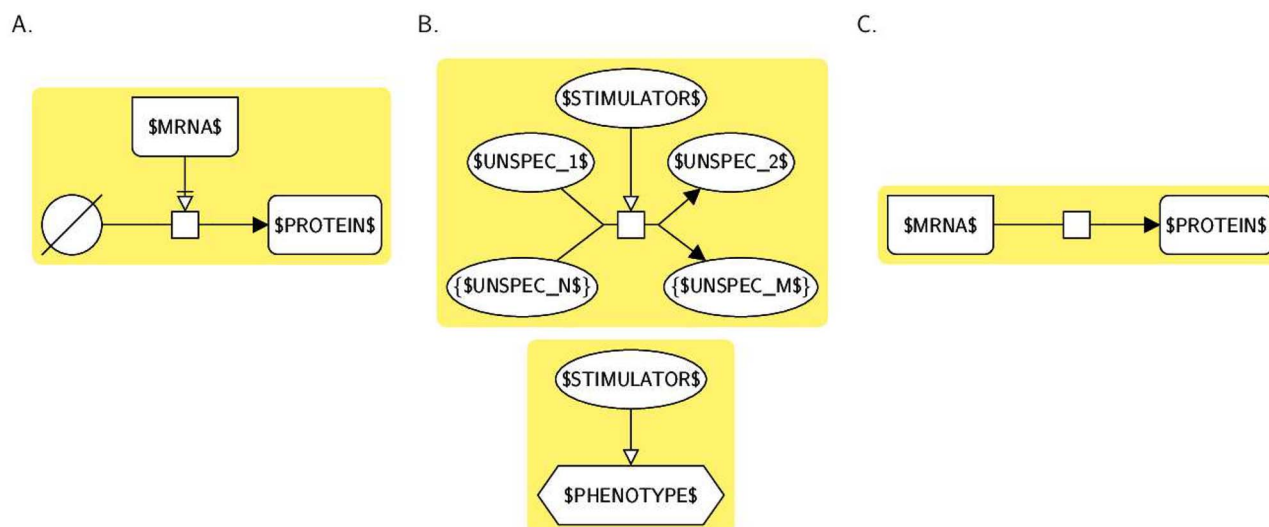 A.
$MRNA$
$PROTEIN$
B.
$STIMULATOR$
$UNSPEC_1$
$UNSPEC_2$
{$UNSPEC_N$}
{$UNSPEC_M$}
$STIMULATOR$
$PHENOTYPE$
C.
$MRNA$
$PROTEIN$